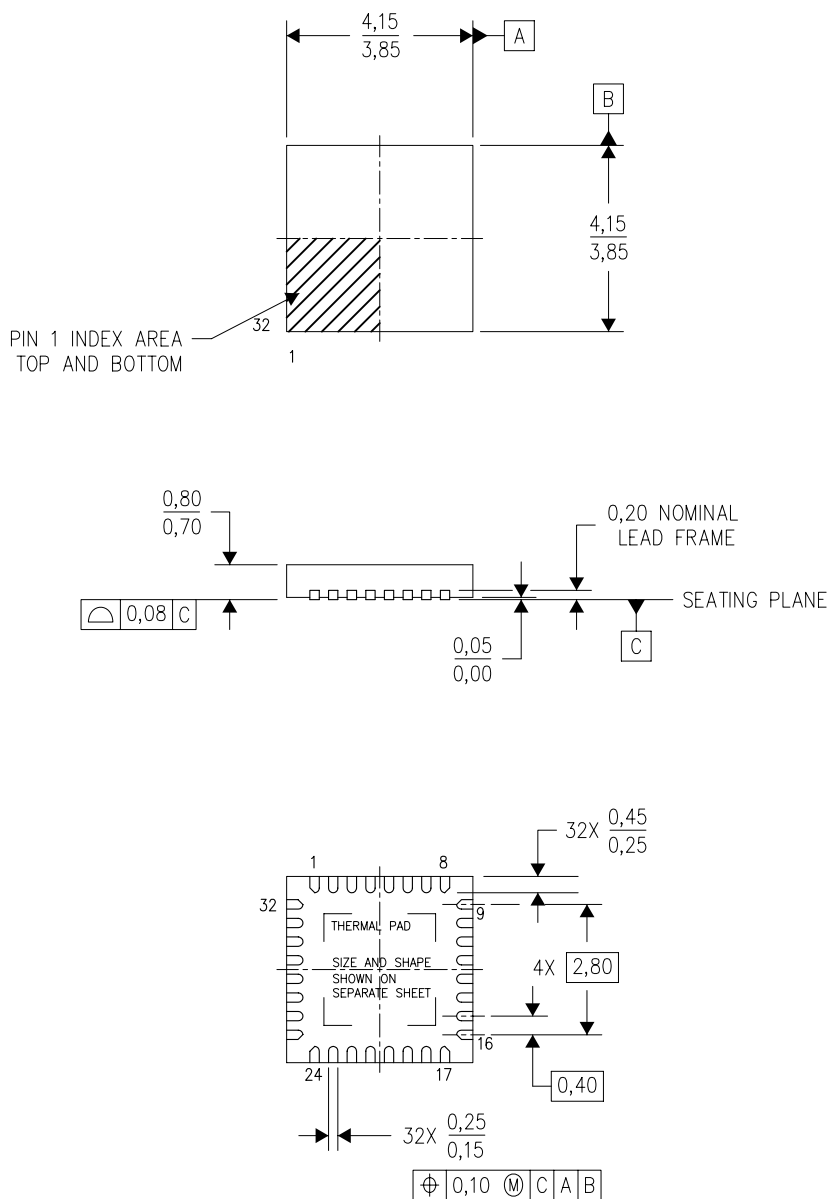 4,15
3,85
A
B
4,15
3,85
PIN 1 INDEX AREA
TOP AND BOTTOM
32
1
0,80
0,70
0,20 NOMINAL
LEAD FRAME
0,08 C
SEATING PLANE
0,05
0,00
C
32X 0,45
0,25
1
8
32
9
THERMAL PAD
SIZE AND SHAPE
SHOWN ON
SEPARATE SHEET
4X 2,80
16
24
17
0,40
32X 0,25
0,15
⌖ 0,10 Ⓜ C A B